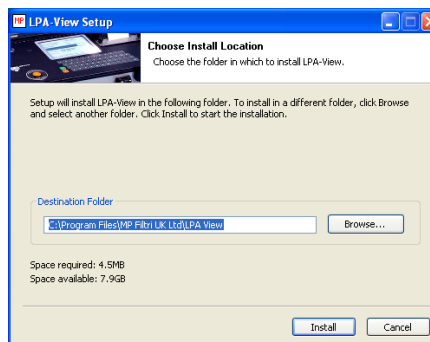 MP LPA-View Setup
Choose Install Location
Choose the folder in which to install LPA-View.
Setup will install LPA-View in the following folder. To install in a different folder, click Browse
and select another folder. Click Install to start the installation.
Destination Folder
C:\Program Files\MP Filtri UK Ltd\LPA View
Browse...
Space required: 4.5MB
Space available: 7.9GB
Install
Cancel